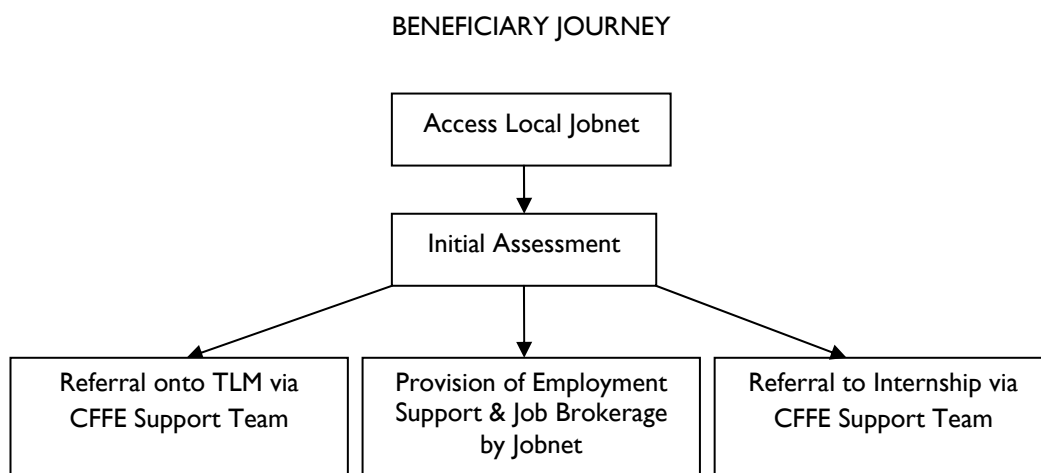 BENEFICIARY JOURNEY
Access Local Jobnet
Initial Assessment
Referral onto TLM via
CFFE Support Team
Provision of Employment
Support & Job Brokerage
by Jobnet
Referral to Internship via
CFFE Support Team